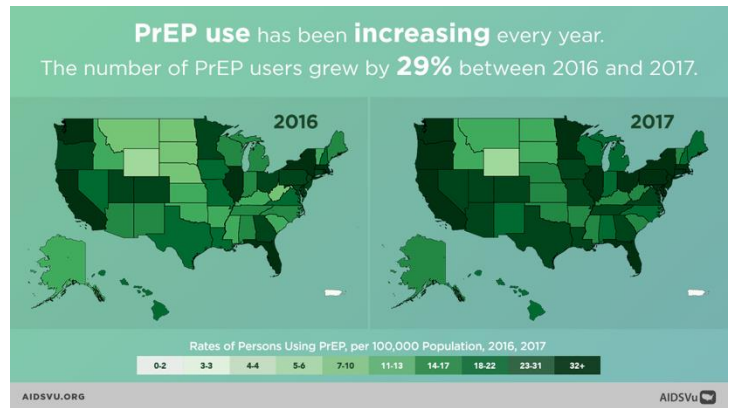 PrEP use has been increasing every year.
The number of PrEP users grew by 29% between 2016 and 2017.
2016
2017
Rates of Persons Using PrEP, per 100,000 Population, 2016, 2017
0-2 3-3 4-4 5-6 7-10 11-13 14-17 18-22 23-31 32+
AIDSVU.ORG
AIDSVu